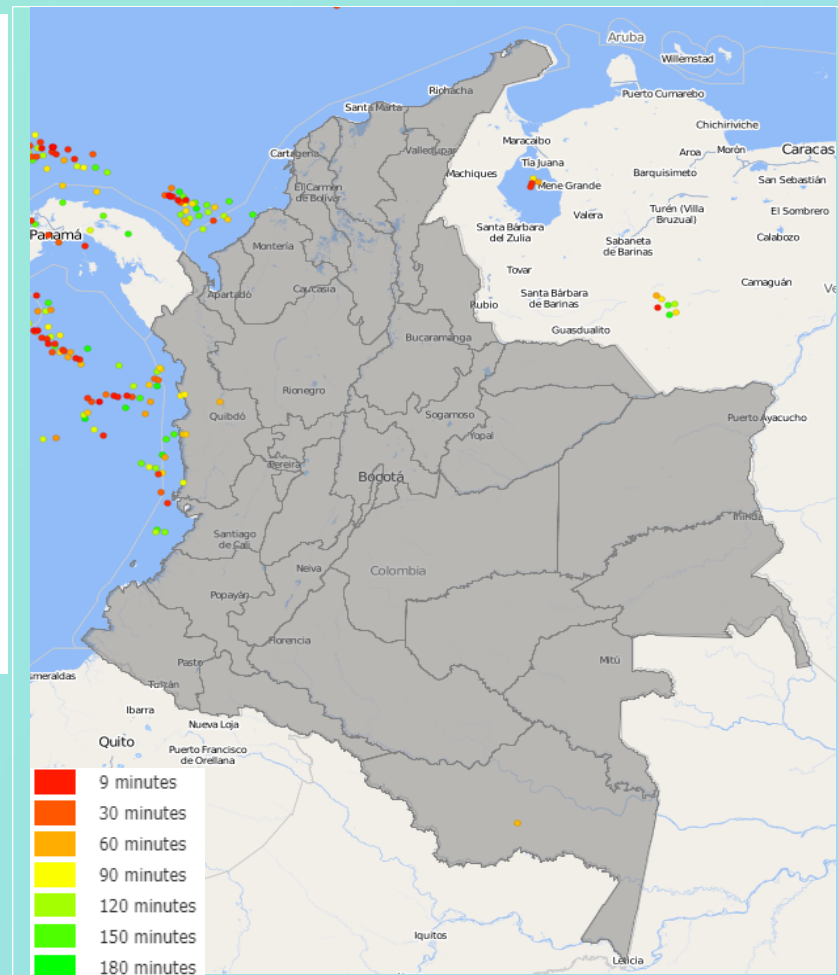 Aruba
Willemstad
Riohacha
Puerto Cumarebo
Santa Marta
Chichiriviche
Maracaibo
Cartagena
Valledupar
Aroa
Morón
Caracas
Tía Juana
Machiques
Barquisimeto
San Sebastián
El Carmen
de Bolívar
Mene Grande
Turén (Villa
Bruzual)
El Sombrero
Valera
Panamá
Santa Bárbara
del Zulia
Calabozo
Montería
Sabaneta
de Barinas
Tovar
Camaguán
Ve
Apartadó
Caucasia
Santa Bárbara
de Barinas
Rubio
Guasdualito
Bucaramanga
Rionegro
Quibdó
Sogamoso
Puerto Ayacucho
Yopal
Pereira
Bogotá
Inírida
Santiago
de Cali
Neiva
Colombia
Popayán
Florencia
Mitú
Pasto
smeraldas
Tulcán
Ibarra
Nueva Loja
Quito
Puerto Francisco
de Orellana
9 minutes
30 minutes
60 minutes
90 minutes
120 minutes
150 minutes
180 minutes
Iquitos
Leticia